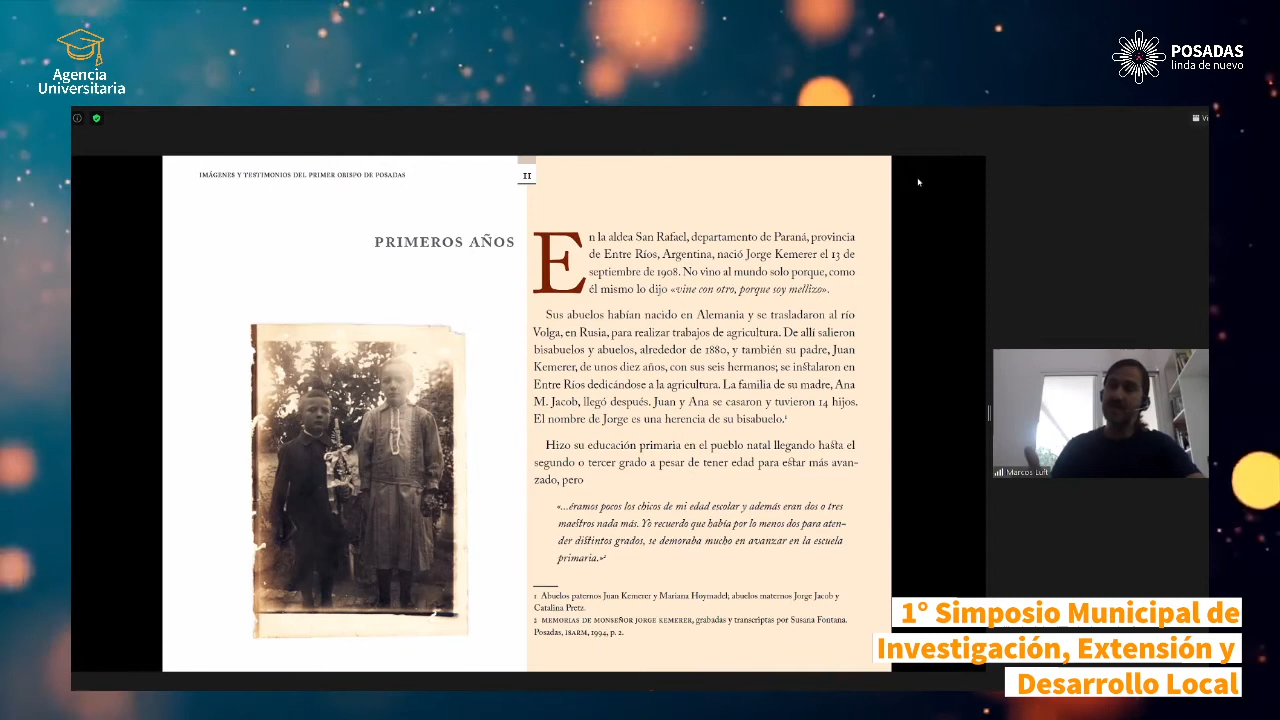 Agencia
Universitaria
POSADAS
linda de nuevo
IMÁGENES Y TESTIMONIOS DEL PRIMER OBISPO DE POSADAS
11
PRIMEROS AÑOS
En la aldea San Rafael, departamento de Paraná, provincia
de Entre Ríos, Argentina, nació Jorge Kemerer el 13 de
septiembre de 1908. No vino al mundo solo porque, como
él mismo lo dijo «vine con otro, porque soy mellizo».
Sus abuelos habían nacido en Alemania y se trasladaron al río
Volga, en Rusia, para realizar trabajos de agricultura. De allí salieron
bisabuelos y abuelos, alrededor de 1880, y también su padre, Juan
Kemerer, de unos diez años, con sus seis hermanos; se instalaron en
Entre Ríos dedicándose a la agricultura. La familia de su madre, Ana
M. Jacob, llegó después. Juan y Ana se casaron y tuvieron 14 hijos.
El nombre de Jorge es una herencia de su bisabuelo.¹
Hizo su educación primaria en el pueblo natal llegando hasta el
segundo o tercer grado a pesar de tener edad para estar más avan-
zado, pero
«...éramos pocos los chicos de mi edad escolar y además eran dos o tres
maestros nada más. Yo recuerdo que había por lo menos dos para aten-
der distintos grados, se demoraba mucho en avanzar en la escuela
primaria.»²
1 Abuelos paternos Juan Kemerer y Mariana Hoymadel; abuelos maternos Jorge Jacob y
Catalina Pretz.
2 MEMORIAS DE MONSEÑOR JORGE KEMERER, grabadas y transcriptas por Susana Fontana.
Posadas, ISARM, 1994, p. 2.
Vi
Marcos Luft
1° Simposio Municipal de
Investigación, Extensión y
Desarrollo Local